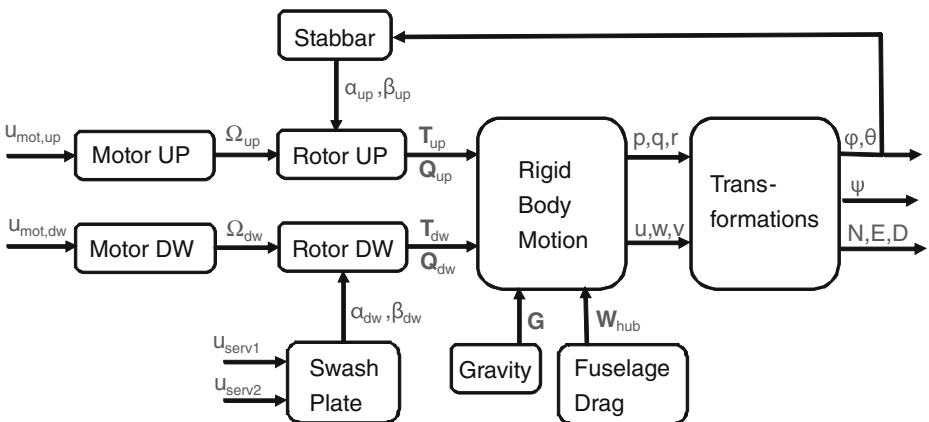 Stabbar
α_up ,β_up
u_mot,up
Motor UP
Ω_up
Rotor UP
T_up
Q_up
Rigid
Body
Motion
p,q,r
Trans-
formations
φ,θ
ψ
u_mot,dw
Motor DW
Ω_dw
Rotor DW
T_dw
Q_dw
u,w,v
N,E,D
α_dw ,β_dw
G
W_hub
u_serv1
u_serv2
Swash
Plate
Gravity
Fuselage
Drag